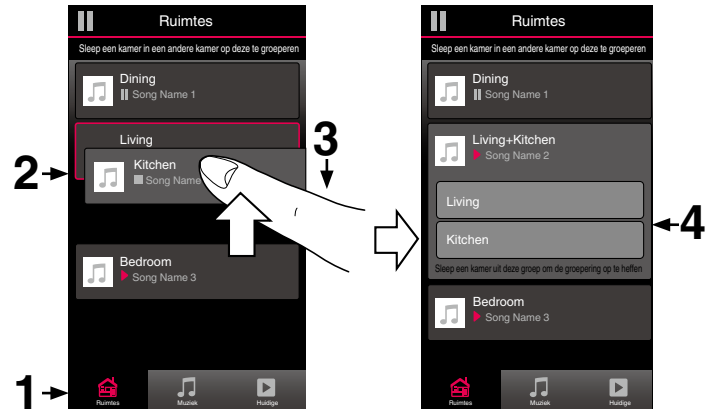 Ruimtes
Sleep een kamer in een andere kamer op deze te groeperen
Dining
Song Name 1
Living
Kitchen
Song Name
Bedroom
Song Name 3
Ruimtes
Muziek
Huidige
1
2
3
Ruimtes
Sleep een kamer in een andere kamer op deze te groeperen
Dining
Song Name 1
Living+Kitchen
Song Name 2
Living
Kitchen
Sleep een kamer uit deze groep om de groepering op te heffen
Bedroom
Song Name 3
Ruimtes
Muziek
Huidige
4